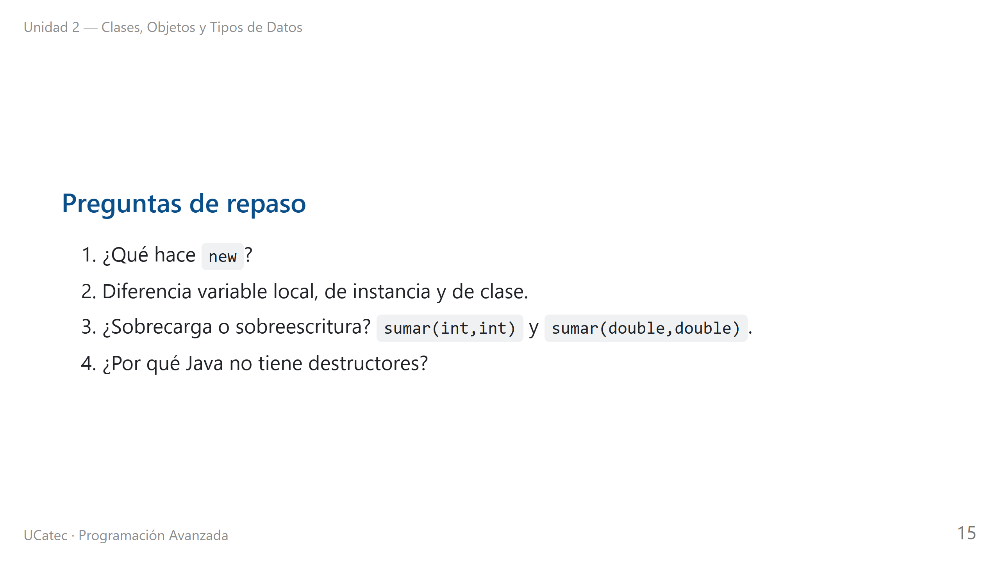 Unidad 2 — Clases, Objetos y Tipos de Datos
Preguntas de repaso
1. ¿Qué hace new?
2. Diferencia variable local, de instancia y de clase.
3. ¿Sobrecarga o sobreescritura? sumar(int,int) y sumar(double,double).
4. ¿Por qué Java no tiene destructores?
UCatec · Programación Avanzada
15